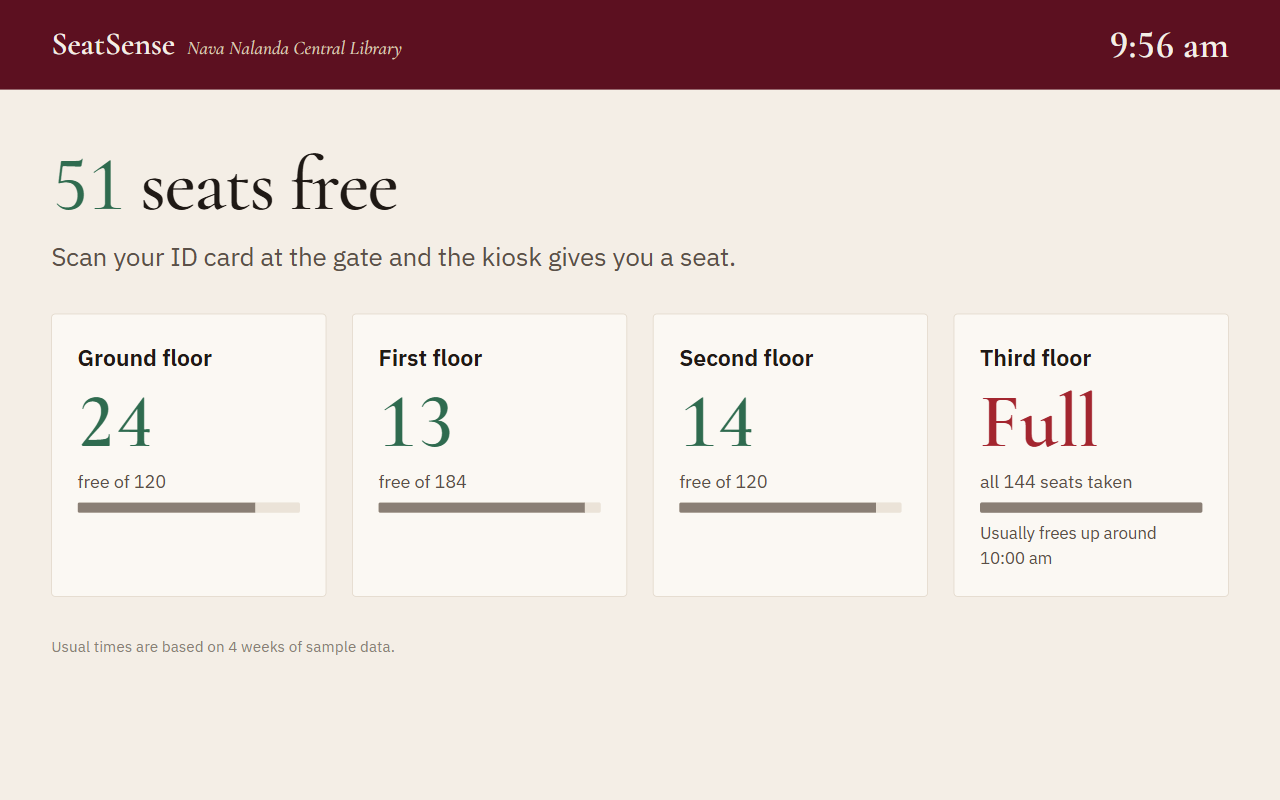 SeatSense Nava Nalanda Central Library
9:56 am
51 seats free
Scan your ID card at the gate and the kiosk gives you a seat.
Ground floor
24
free of 120
First floor
13
free of 184
Second floor
14
free of 120
Third floor
Full
all 144 seats taken
Usually frees up around
10:00 am
Usual times are based on 4 weeks of sample data.